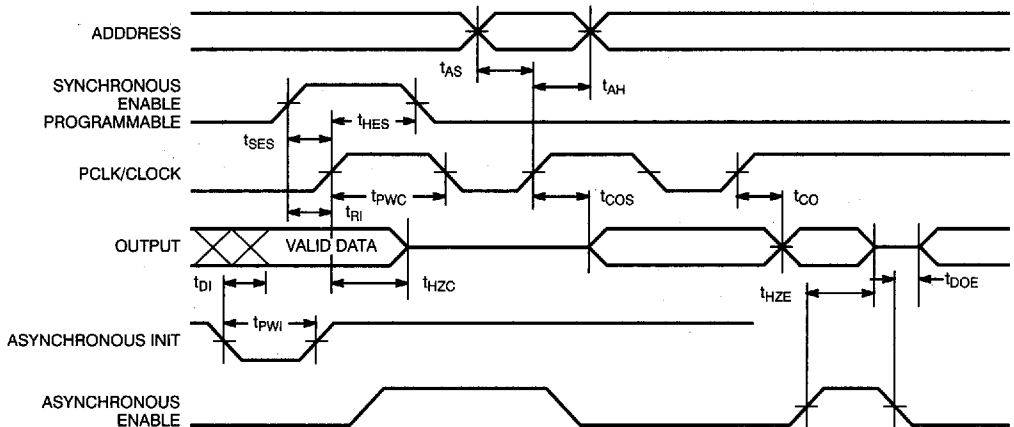 ADDDRESS
tAS
tAH
SYNCHRONOUS
ENABLE
PROGRAMMABLE
tHES
tSES
PCLK/CLOCK
tPWC
tRI
tCOS
tCO
OUTPUT
VALID DATA
tDI
tHZC
tHZE
tDOE
tPWI
ASYNCHRONOUS INIT
ASYNCHRONOUS
ENABLE